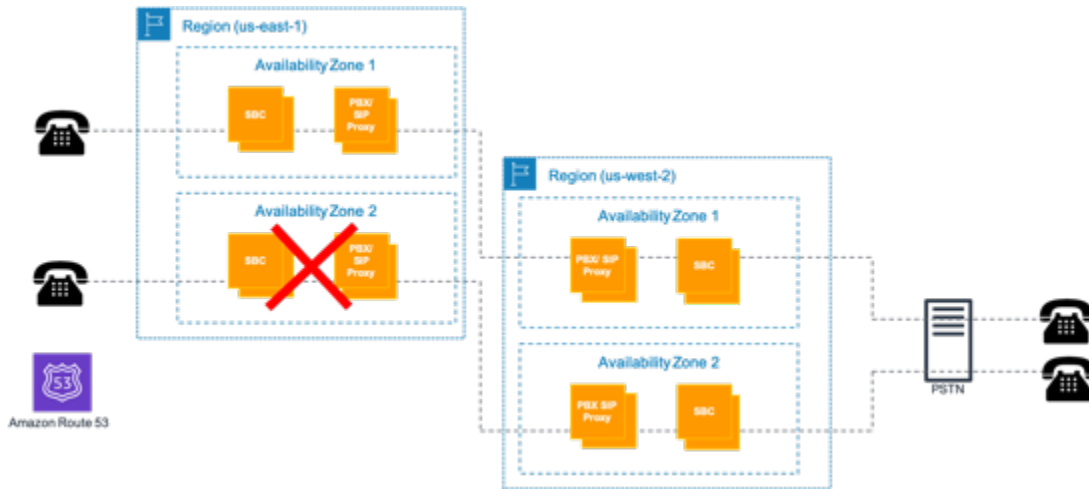 Region (us-east-1)
Availability Zone 1
SBC
PBX/
SIP
Proxy
Availability Zone 2
SBC
PBX/
SIP
Proxy
Region (us-west-2)
Availability Zone 1
PBX/ SIP
Proxy
SBC
Availability Zone 2
PBX SIP
Proxy
SBC
PSTN
53
Amazon Route 53